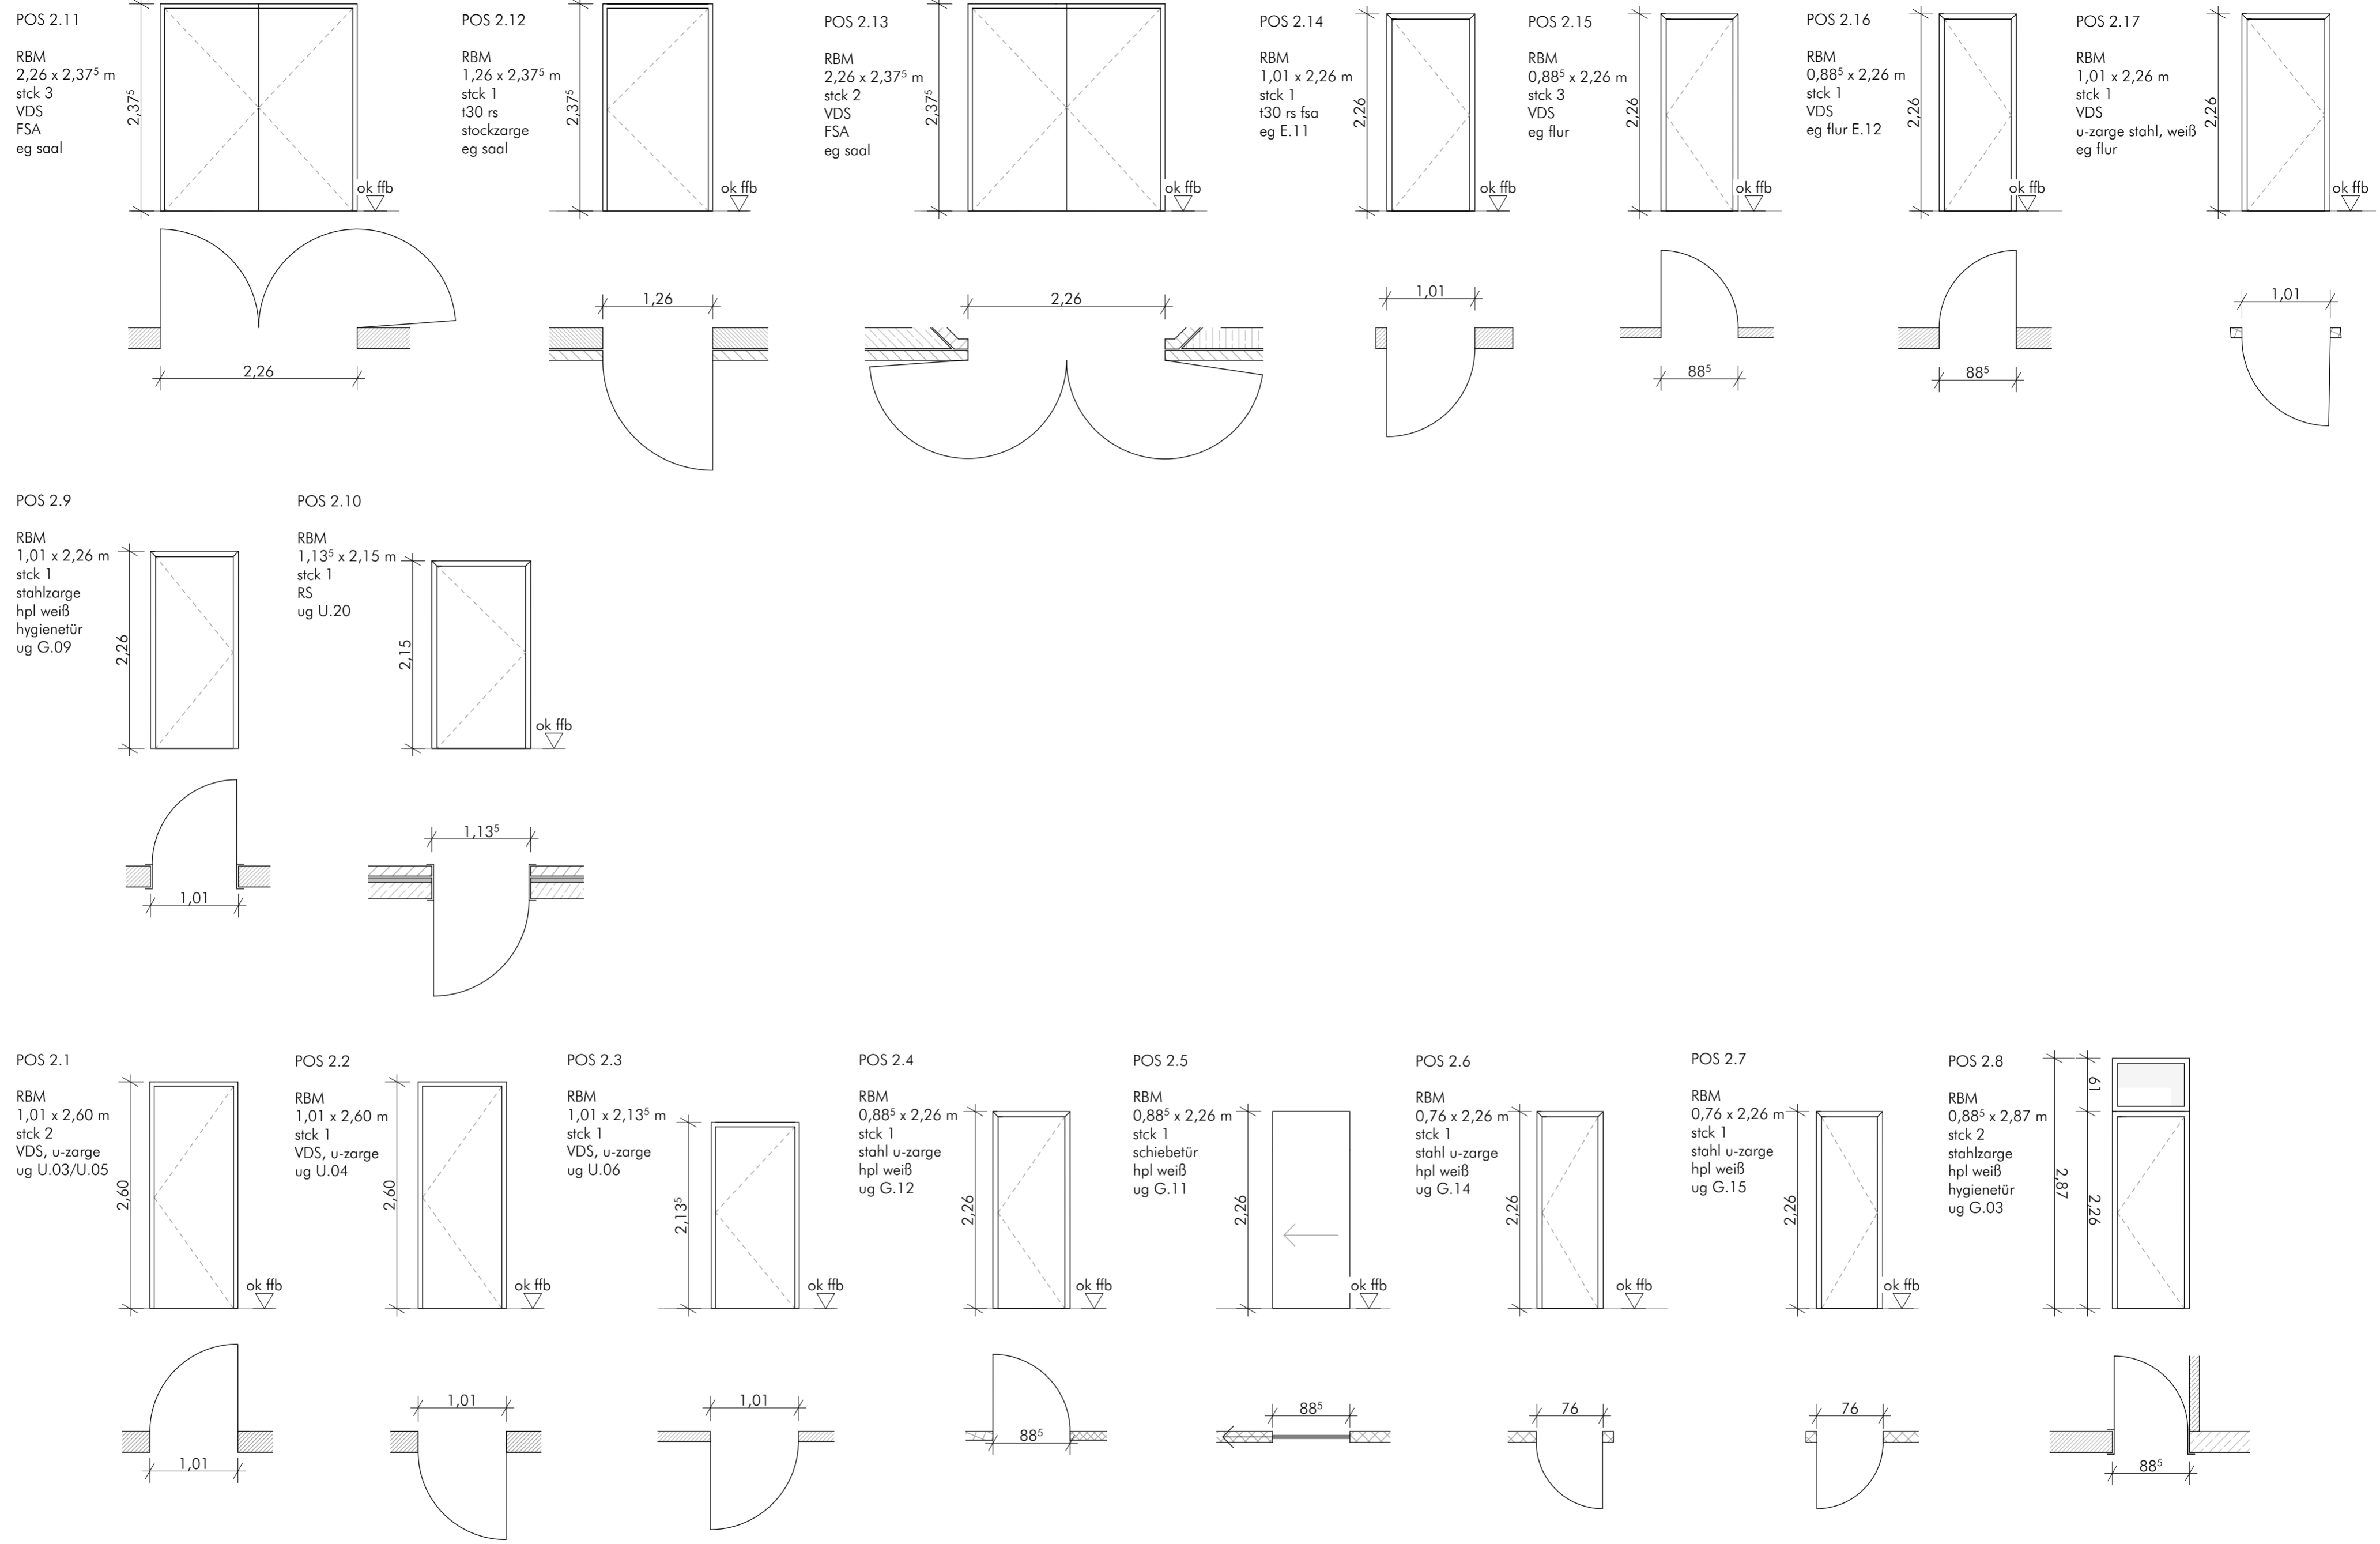 POS 2.11
RBM
2,26 x 2,37⁵ m
stck 3
VDS
FSA
eg saal
2,37⁵
ok ffb
2,26
POS 2.12
RBM
1,26 x 2,37⁵ m
stck 1
t30 rs
stockzarge
eg saal
2,37⁵
ok ffb
1,26
POS 2.13
RBM
2,26 x 2,37⁵ m
stck 2
VDS
FSA
eg saal
2,37⁵
ok ffb
2,26
POS 2.14
RBM
1,01 x 2,26 m
stck 1
t30 rs fsa
eg E.11
2,26
ok ffb
1,01
POS 2.15
RBM
0,88⁵ x 2,26 m
stck 3
VDS
eg flur
2,26
ok ffb
88⁵
POS 2.16
RBM
0,88⁵ x 2,26 m
stck 1
VDS
eg flur E.12
2,26
ok ffb
88⁵
POS 2.17
RBM
1,01 x 2,26 m
stck 1
VDS
u-zarge stahl, weiß
eg flur
2,26
ok ffb
1,01
POS 2.9
RBM
1,01 x 2,26 m
stck 1
stahlzarge
hpl weiß
hygienetür
ug G.09
2,26
1,01
POS 2.10
RBM
1,13⁵ x 2,15 m
stck 1
RS
ug U.20
2,15
ok ffb
1,13⁵
POS 2.1
RBM
1,01 x 2,60 m
stck 2
VDS, u-zarge
ug U.03/U.05
2,60
ok ffb
1,01
POS 2.2
RBM
1,01 x 2,60 m
stck 1
VDS, u-zarge
ug U.04
2,60
ok ffb
1,01
POS 2.3
RBM
1,01 x 2,13⁵ m
stck 1
VDS, u-zarge
ug U.06
2,13⁵
ok ffb
1,01
POS 2.4
RBM
0,88⁵ x 2,26 m
stck 1
stahl u-zarge
hpl weiß
ug G.12
2,26
ok ffb
88⁵
POS 2.5
RBM
0,88⁵ x 2,26 m
stck 1
schiebetür
hpl weiß
ug G.11
2,26
ok ffb
88⁵
POS 2.6
RBM
0,76 x 2,26 m
stck 1
stahl u-zarge
hpl weiß
ug G.14
2,26
ok ffb
76
POS 2.7
RBM
0,76 x 2,26 m
stck 1
stahl u-zarge
hpl weiß
ug G.15
2,26
ok ffb
76
POS 2.8
RBM
0,88⁵ x 2,87 m
stck 2
stahlzarge
hpl weiß
hygienetür
ug G.03
2,87
61
2,26
88⁵